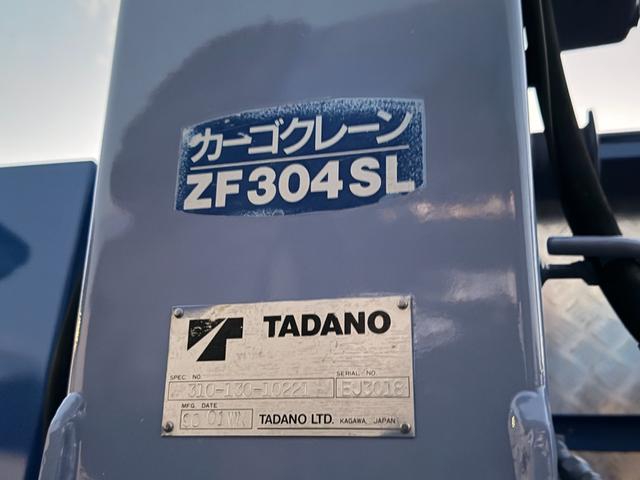 カーゴクレーン
ZF304SL
TADANO
SPEC. NO. SERIAL NO.
310-130-10221 EJ3018
MFG. DATE
TADANO LTD. KAGAWA, JAPAN